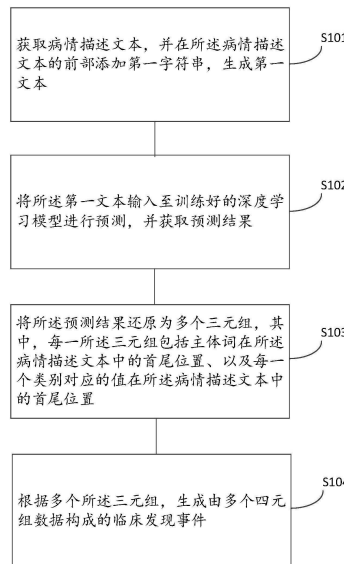 获取病情描述文本，并在所述病情描述
文本的前部添加第一字符串，生成第一
文本
S101
将所述第一文本输入至训练好的深度学
习模型进行预测，并获取预测结果
S102
将所述预测结果还原为多个三元组，其
中，每一所述三元组包括主体词在所述
病情描述文本中的首尾位置、以及每一
个类别对应的值在所述病情描述文本中
的首尾位置
S103
根据多个所述三元组，生成由多个四元
组数据构成的临床发现事件
S104